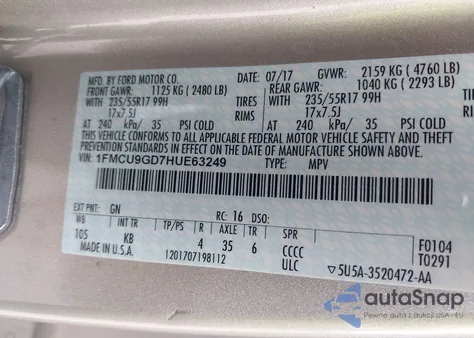 MFD. BY FORD MOTOR CO.
DATE: 07/17 GVWR: 2159 KG ( 4760 LB)
FRONT GAWR: 1125 KG ( 2480 LB) REAR GAWR: 1040 KG ( 2293 LB)
WITH 235/55R17 99H TIRES WITH 235/55R17 99H
17x7.5J RIMS 17x7.5J
AT 240 kPa/ 35 PSI COLD AT 240 kPa/ 35 PSI COLD
THIS VEHICLE CONFORMS TO ALL APPLICABLE FEDERAL MOTOR VEHICLE SAFETY AND THEFT
PREVENTION STANDARDS IN EFFECT ON THE DATE OF MANUFACTURE SHOWN ABOVE.
1FMCU9GD7HUE63249 TYPE: MPV
EXT PNT: GN RC: 16 DSO:
WB TP/PS R AXLE TR SPR
105 KB 4 35 6 CCCC F0104
MADE IN U.S.A. 1201707198112 ULC T0291
▽5U5A-3520472-AA
autoSnap
Pewne auta z aukcji USA i EU